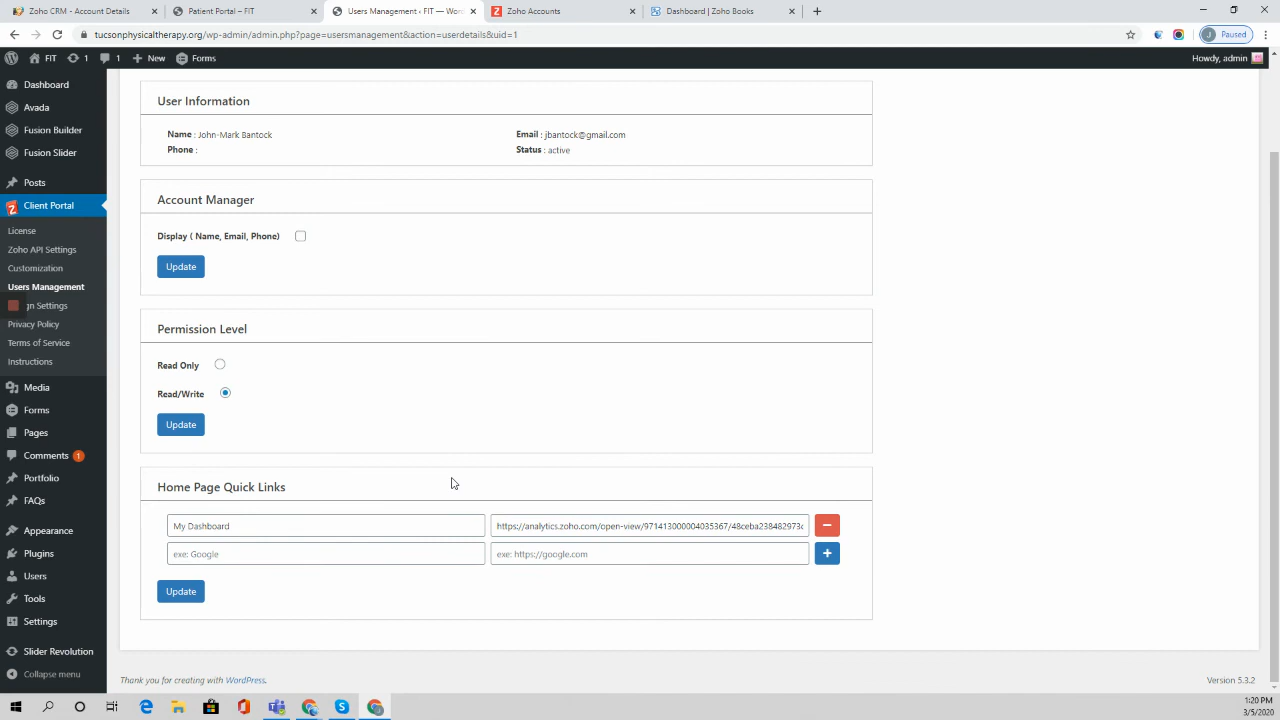 Zoho CRM - Account Details
Patient Portal – FIT
Users Management ‹ FIT — Wor
Zoho Accounts
Dashboard | Zoho Books
tucsonphysicaltherapy.org/wp-admin/admin.php?page=usersmanagement&action=userdetails&uid=1
J Paused
FIT 1 1 New Forms
Howdy, admin
Dashboard
Avada
Fusion Builder
Fusion Slider
Posts
Client Portal
License
Zoho API Settings
Customization
Users Management
gn Settings
Privacy Policy
Terms of Service
Instructions
Media
Forms
Pages
Comments 1
Portfolio
FAQs
Appearance
Plugins
Users
Tools
Settings
Slider Revolution
Collapse menu
User Information
Name : John-Mark Bantock
Email : jbantock@gmail.com
Phone :
Status : active
Account Manager
Display ( Name, Email, Phone)
Update
Permission Level
Read Only
Read/Write
Update
Home Page Quick Links
My Dashboard
https://analytics.zoho.com/open-view/971413000004035367/48ceba238482973c
exe: Google
exe: https://google.com
Update
Thank you for creating with WordPress.
Version 5.3.2
1:20 PM
3/5/2020